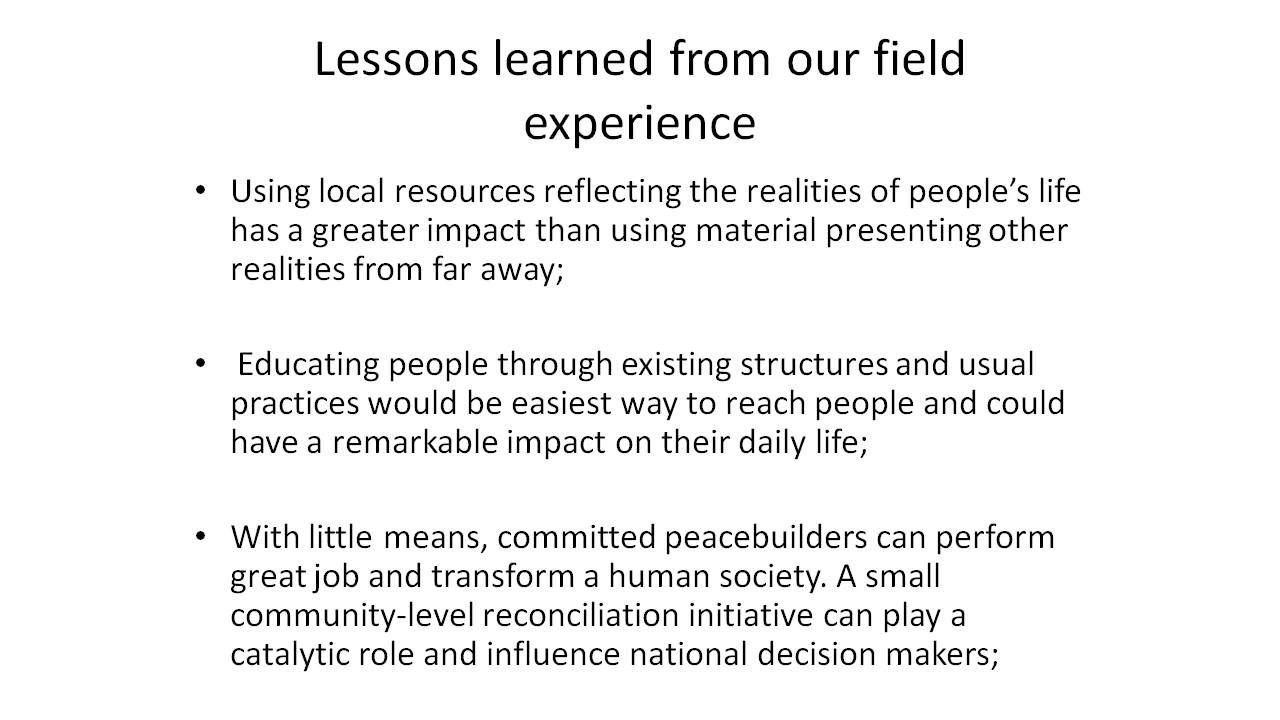 Lessons learned from our field
experience
• Using local resources reflecting the realities of people’s life
has a greater impact than using material presenting other
realities from far away;
• Educating people through existing structures and usual
practices would be easiest way to reach people and could
have a remarkable impact on their daily life;
• With little means, committed peacebuilders can perform
great job and transform a human society. A small
community-level reconciliation initiative can play a
catalytic role and influence national decision makers;